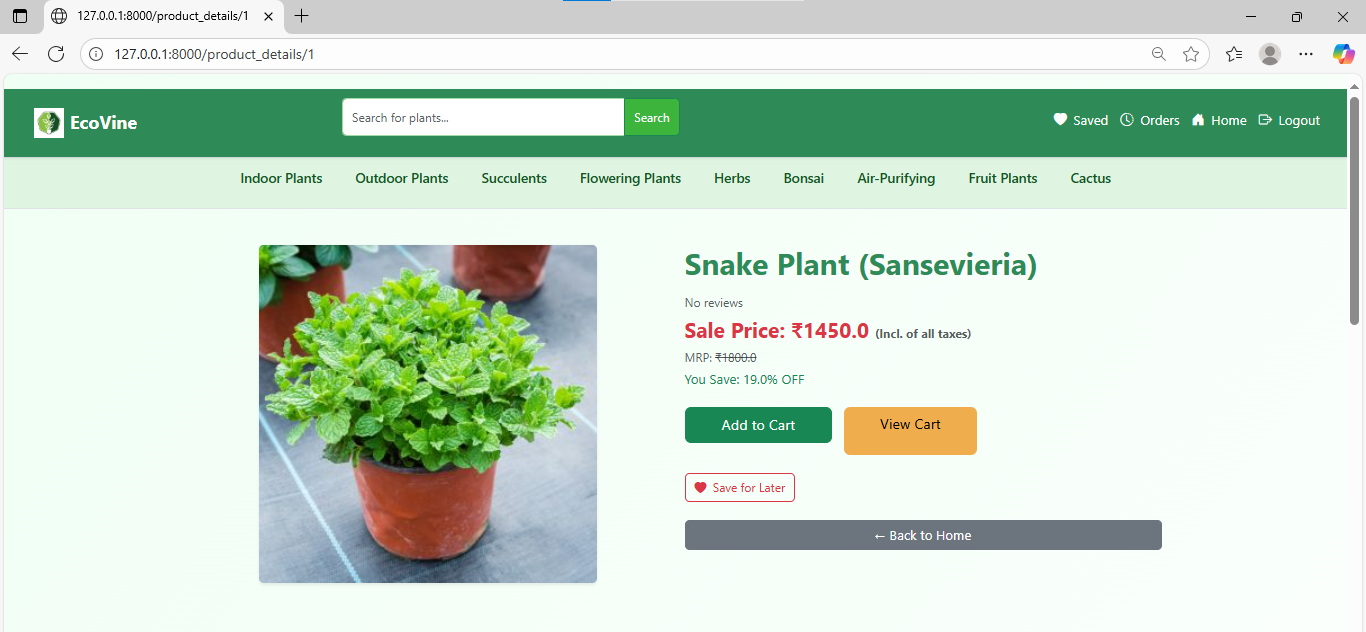 127.0.0.1:8000/product_details/1
127.0.0.1:8000/product_details/1
EcoVine
Search for plants...
Search
Saved
Orders
Home
Logout
Indoor Plants
Outdoor Plants
Succulents
Flowering Plants
Herbs
Bonsai
Air-Purifying
Fruit Plants
Cactus
Snake Plant (Sansevieria)
No reviews
Sale Price: ₹1450.0 (Incl. of all taxes)
MRP: ₹1800.0
You Save: 19.0% OFF
Add to Cart
View Cart
Save for Later
← Back to Home